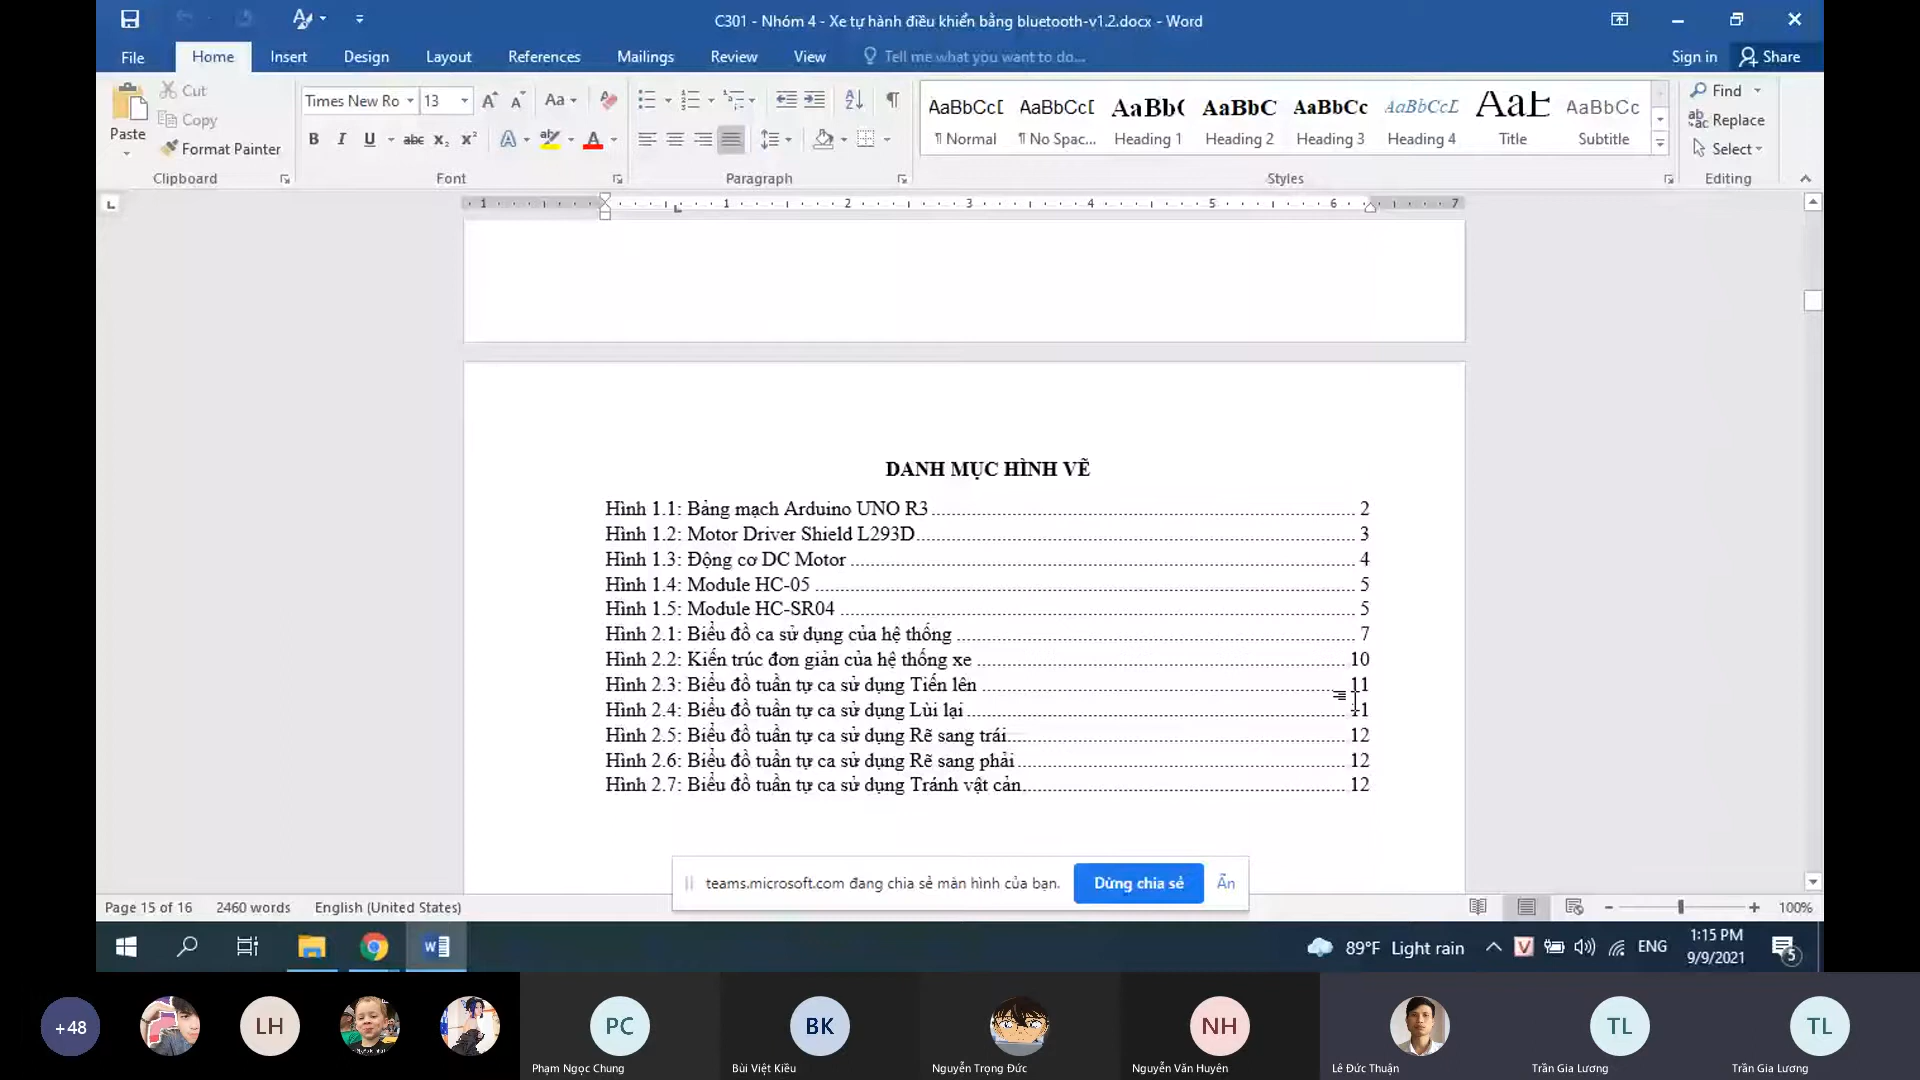 C301 - Nhóm 4 - Xe tự hành điều khiển bằng bluetooth-v1.2.docx - Word
File
Home
Insert
Design
Layout
References
Mailings
Review
View
Tell me what you want to do...
Sign in
Share
Paste
Cut
Copy
Format Painter
Clipboard
Times New Ro
13
Font
Paragraph
AaBbCcI
¶ Normal
AaBbCcI
¶ No Spac...
AaBb(
Heading 1
AaBbC
Heading 2
AaBbCc
Heading 3
AaBbCcL
Heading 4
Title
AaBbCc
Subtitle
Styles
Find
Replace
Select
Editing
1 1 2 3 4 5 6 7
DANH MỤC HÌNH VẼ
Hình 1.1: Bảng mạch Arduino UNO R3 2
Hình 1.2: Motor Driver Shield L293D 3
Hình 1.3: Động cơ DC Motor 4
Hình 1.4: Module HC-05 5
Hình 1.5: Module HC-SR04 5
Hình 2.1: Biểu đồ ca sử dụng của hệ thống 7
Hình 2.2: Kiến trúc đơn giản của hệ thống xe 10
Hình 2.3: Biểu đồ tuần tự ca sử dụng Tiến lên 11
Hình 2.4: Biểu đồ tuần tự ca sử dụng Lùi lại 11
Hình 2.5: Biểu đồ tuần tự ca sử dụng Rẽ sang trái 12
Hình 2.6: Biểu đồ tuần tự ca sử dụng Rẽ sang phải 12
Hình 2.7: Biểu đồ tuần tự ca sử dụng Tránh vật cản 12
teams.microsoft.com đang chia sẻ màn hình của bạn.
Dừng chia sẻ
Ẩn
Page 15 of 16
2460 words
English (United States)
100%
89°F Light rain
ENG
1:15 PM
9/9/2021
5
+48
LH
PC
Phạm Ngọc Chung
BK
Bùi Việt Kiều
Nguyễn Trọng Đức
NH
Nguyễn Văn Huyên
Lê Đức Thuận
TL
Trần Gia Lương
TL
Trần Gia Lương